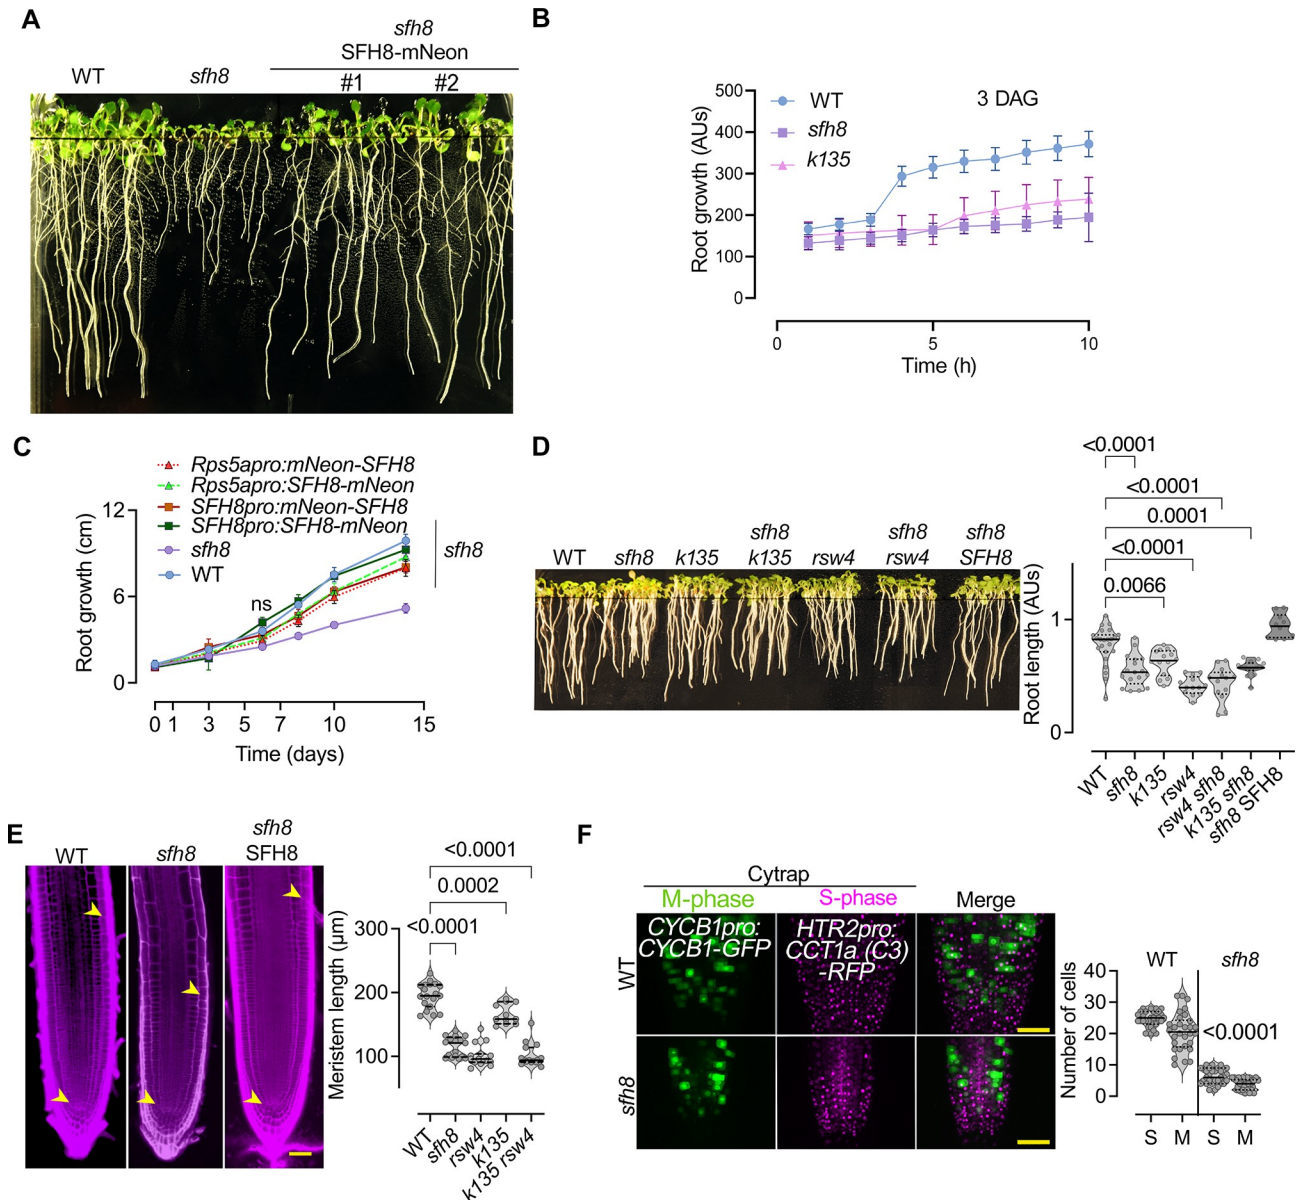 A
sfh8
SFH8-mNeon
WT
sfh8
#1
#2
B
500
400
300
200
100
0
Root growth (AUs)
WT
sfh8
k135
3 DAG
0
5
10
Time (h)
C
Rps5apro:mNeon-SFH8
Rps5apro:SFH8-mNeon
SFH8pro:mNeon-SFH8
SFH8pro:SFH8-mNeon
sfh8
WT
sfh8
12
6
0
Root growth (cm)
ns
0 1 3 5 7 10 15
Time (days)
D
WT
sfh8
k135
sfh8
k135
rsw4
sfh8
rsw4
sfh8
SFH8
<0.0001
<0.0001
0.0001
<0.0001
0.0066
1
0
Root length (AUs)
WT
sfh8
k135
rsw4
rsw4 sfh8
k135 sfh8
sfh8 SFH8
E
WT
sfh8
sfh8
SFH8
<0.0001
0.0002
<0.0001
300
200
100
Meristem length (μm)
WT
sfh8
rsw4
k135
k135 rsw4
F
Cytrap
M-phase
S-phase
Merge
CYCB1pro:
CYCB1-GFP
HTR2pro:
CCT1a (C3)
-RFP
WT
sfh8
WT
sfh8
40
30
20
10
0
Number of cells
<0.0001
S M S M